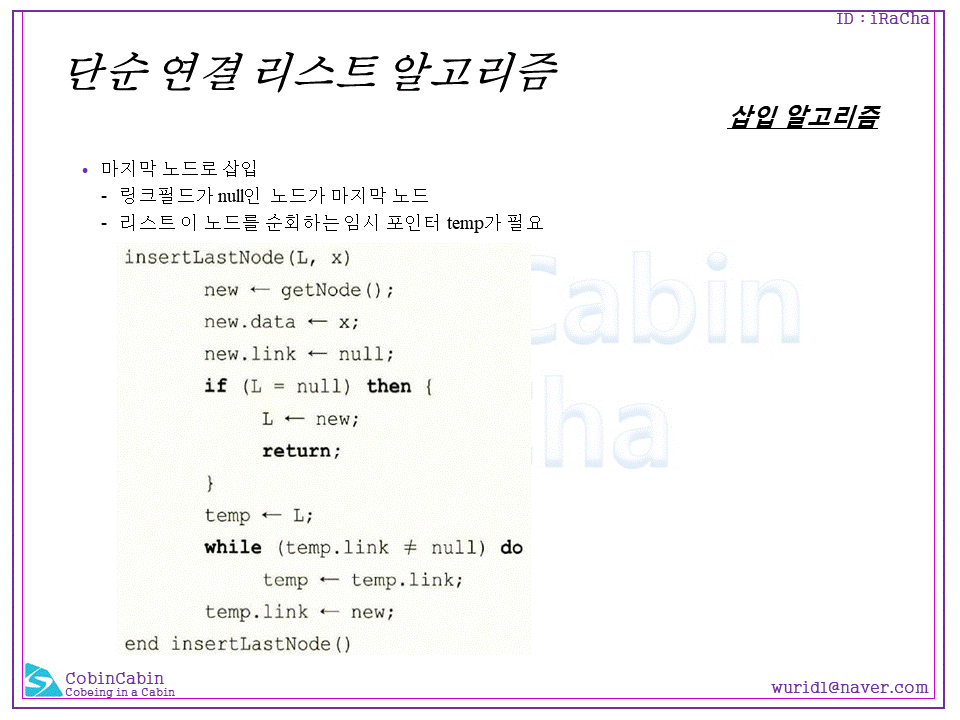 ID : iRaCha
단순 연결 리스트 알고리즘
삽입 알고리즘
• 마지막 노드로 삽입
- 링크필드가 null인 노드가 마지막 노드
- 리스트 이 노드를 순회하는 임시 포인터 temp가 필요
insertLastNode(L, x)
new ← getNode();
new.data ← x;
new.link ← null;
if (L = null) then {
L ← new;
return;
}
temp ← L;
while (temp.link ≠ null) do
temp ← temp.link;
temp.link ← new;
end insertLastNode()
Cabin
Cha
CobinCabin
Cobeing in a Cabin
wurid1@naver.com